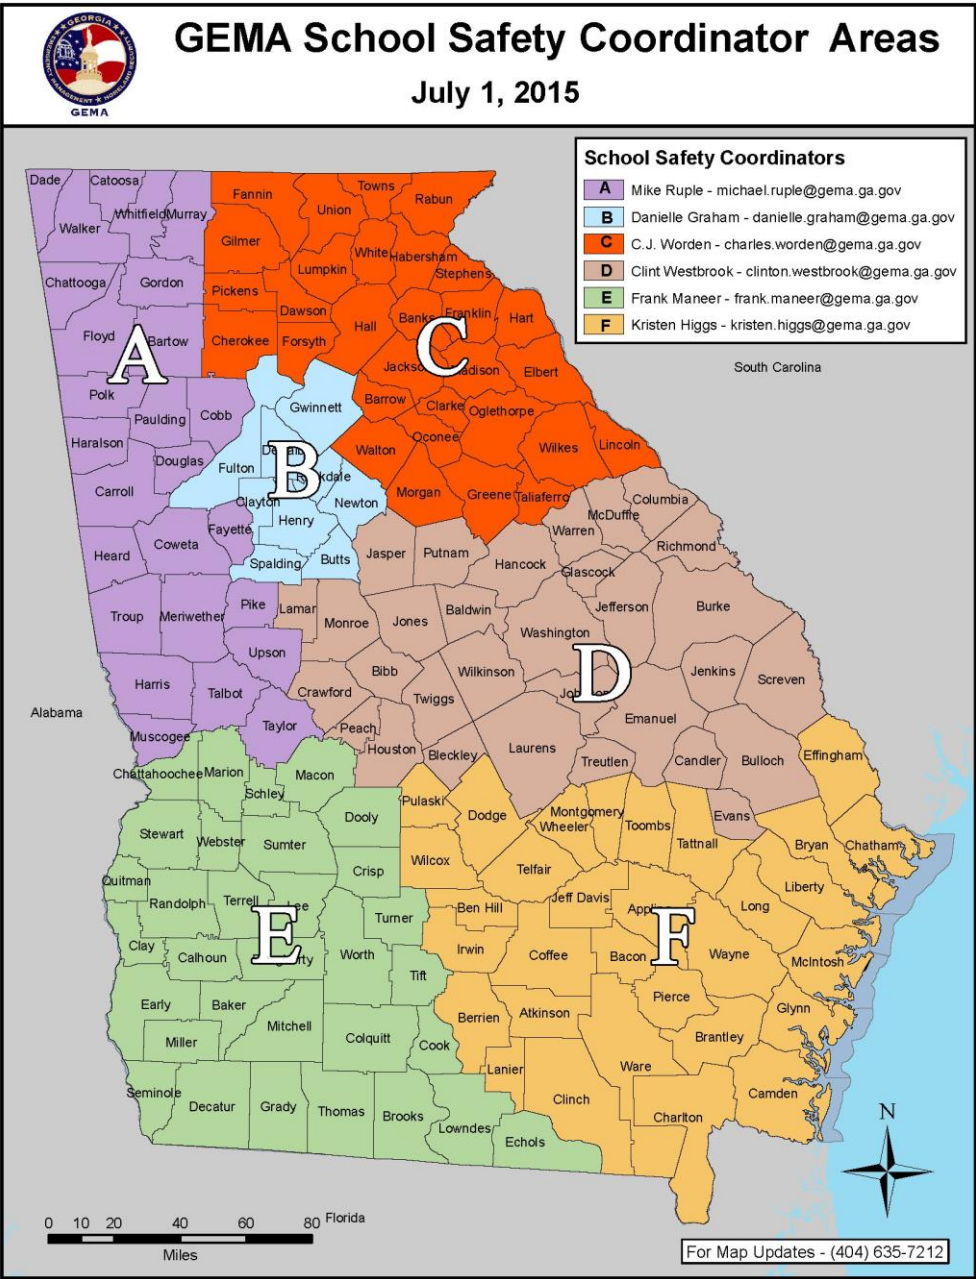 GEMA School Safety Coordinator Areas
July 1, 2015
GEORGIA
EMERGENCY MANAGEMENT ★ HOMELAND SECURITY
GEMA
School Safety Coordinators
A Mike Ruple - michael.ruple@gema.ga.gov
B Danielle Graham - danielle.graham@gema.ga.gov
C C.J. Worden - charles.worden@gema.ga.gov
D Clint Westbrook - clinton.westbrook@gema.ga.gov
E Frank Maneer - frank.maneer@gema.ga.gov
F Kristen Higgs - kristen.higgs@gema.ga.gov
Dade Catoosa Fannin Towns Rabun
Whitfield Murray Union
Walker Gilmer White Habersham
Lumpkin Stephens
Chattooga Gordon Pickens
Dawson Banks Franklin Hart
Floyd Bartow Cherokee Forsyth Hall
A C
Madison Elbert
South Carolina
Polk Barrow
Paulding Cobb Gwinnett Clarke Oglethorpe
Haralson Oconee
Douglas Walton Wilkes Lincoln
Fulton B
Carroll Clayton Newton Morgan Greene Taliaferro
Columbia
McDuffie
Henry Warren
Fayette
Heard Coweta Jasper Putnam Richmond
Spalding Butts Hancock
Glascock
Troup Meriwether Pike Lamar Monroe Jones Baldwin Jefferson Burke
Washington
Upson
Harris Talbot Bibb Wilkinson D Jenkins Screven
Crawford Twiggs
Alabama
Taylor Peach Emanuel
Muscogee Houston Bleckley Laurens
Treutlen Candler Bulloch Effingham
Chattahoochee Marion Macon
Schley Pulaski
Dooly Dodge Montgomery Evans
Wheeler Toombs
Stewart Webster Sumter Tattnall Bryan Chatham
Wilcox Telfair
Crisp
Quitman Liberty
Randolph Terrell Lee Ben Hill Jeff Davis Appling Long
E Turner F
Clay Calhoun Worth Irwin Coffee Bacon Wayne McIntosh
Tift
Early Baker Pierce Glynn
Mitchell Berrien Atkinson
Miller Colquitt Cook Brantley
Lanier Ware
Seminole Clinch Camden
Decatur Grady Thomas Brooks Charlton
Lowndes Echols
N
0 10 20 40 60 80
Florida
Miles
For Map Updates - (404) 635-7212